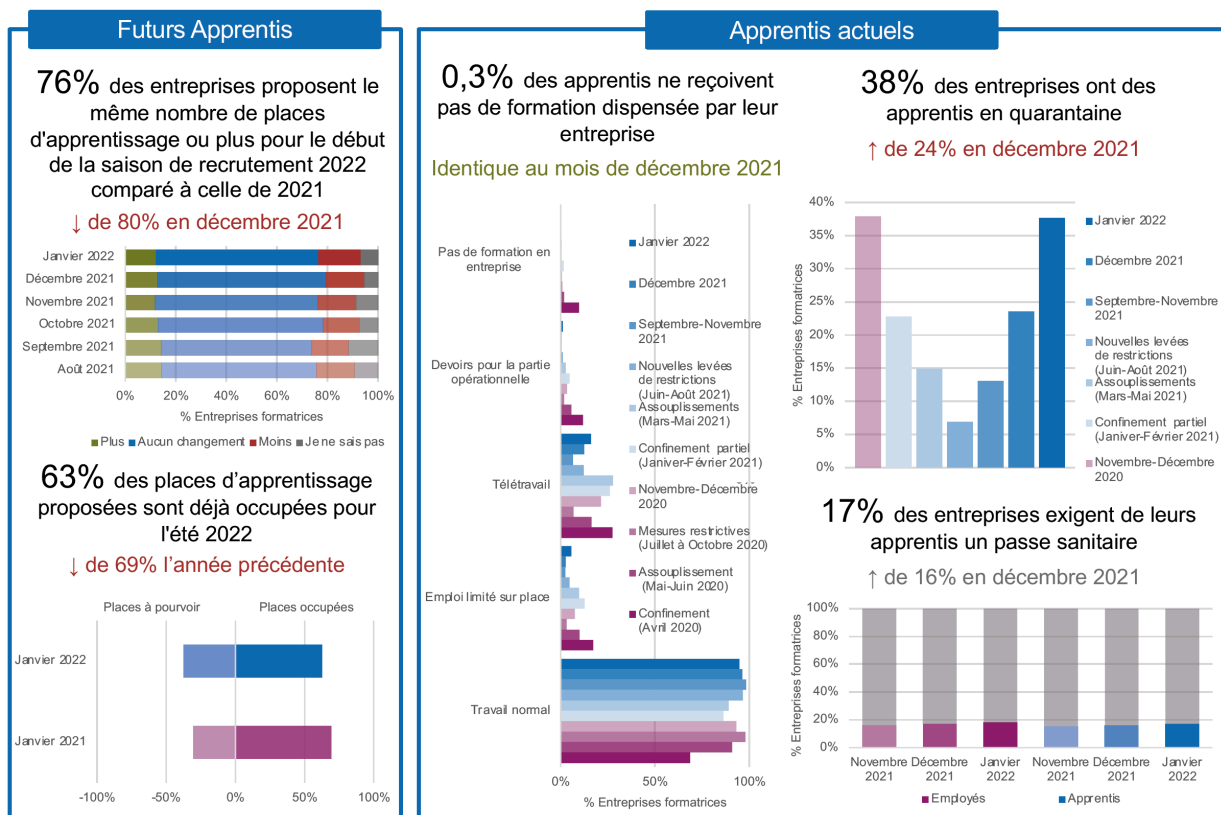 Futurs Apprentis
76% des entreprises proposent le
même nombre de places
d'apprentissage ou plus pour le début
de la saison de recrutement 2022
comparé à celle de 2021
↓ de 80% en décembre 2021
Janvier 2022
Décembre 2021
Novembre 2021
Octobre 2021
Septembre 2021
Août 2021
0% 20% 40% 60% 80% 100%
% Entreprises formatrices
Plus Aucun changement Moins Je ne sais pas
63% des places d'apprentissage
proposées sont déjà occupées pour
l'été 2022
↓ de 69% l'année précédente
Places à pourvoir Places occupées
Janvier 2022
Janvier 2021
-100% -50% 0% 50% 100%
Apprentis actuels
0,3% des apprentis ne reçoivent
pas de formation dispensée par leur
entreprise
Identique au mois de décembre 2021
Pas de formation en
entreprise
Devoirs pour la partie
opérationnelle
Télétravail
Emploi limité sur place
Travail normal
0% 50% 100%
% Entreprises formatrices
Janvier 2022
Décembre 2021
Septembre-Novembre
2021
Nouvelles levées
de restrictions
(Juin-Août 2021)
Assouplissements
(Mars-Mai 2021)
Confinement partiel
(Janiver-Février 2021)
Novembre-Décembre
2020
Mesures restrictives
(Juillet à Octobre 2020)
Assouplissement
(Mai-Juin 2020)
Confinement
(Avril 2020)
38% des entreprises ont des
apprentis en quarantaine
↑ de 24% en décembre 2021
40%
35%
30%
25%
20%
15%
10%
5%
0%
% Entreprises formatrices
Janvier 2022
Décembre 2021
Septembre-Novembre
2021
Nouvelles levées
de restrictions
(Juin-Août 2021)
Assouplissements
(Mars-Mai 2021)
Confinement partiel
(Janiver-Février 2021)
Novembre-Décembre
2020
17% des entreprises exigent de leurs
apprentis un passe sanitaire
↑ de 16% en décembre 2021
100%
80%
60%
40%
20%
0%
% Entreprises formatrices
Novembre Décembre Janvier Novembre Décembre Janvier
2021 2021 2022 2021 2021 2022
Employés Apprentis